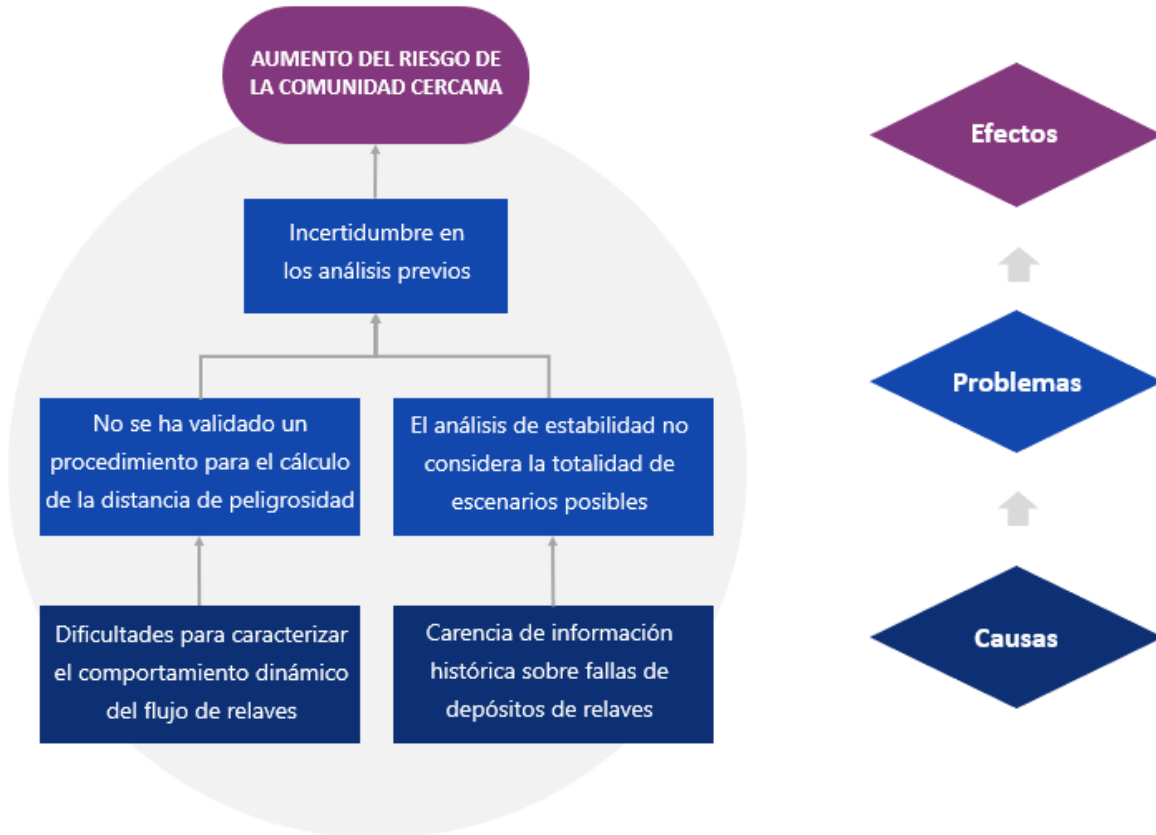 AUMENTO DEL RIESGO DE
LA COMUNIDAD CERCANA
Incertidumbre en
los análisis previos
No se ha validado un
procedimiento para el cálculo
de la distancia de peligrosidad
El análisis de estabilidad no
considera la totalidad de
escenarios posibles
Dificultades para caracterizar
el comportamiento dinámico
del flujo de relaves
Carencia de información
histórica sobre fallas de
depósitos de relaves
Efectos
Problemas
Causas